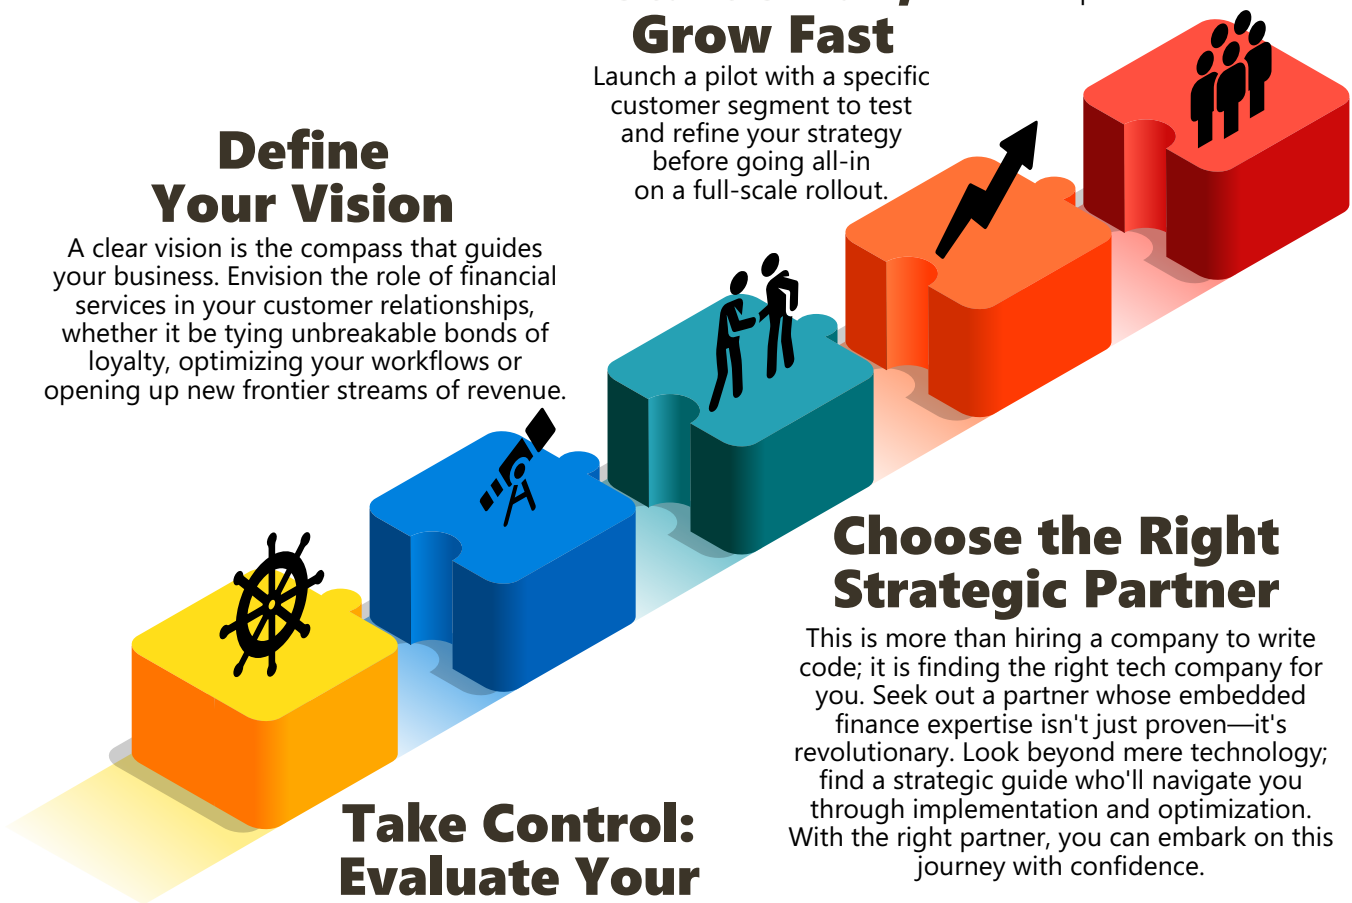 Grow Fast
Launch a pilot with a specific
customer segment to test
and refine your strategy
before going all-in
on a full-scale rollout.
Define
Your Vision
A clear vision is the compass that guides
your business. Envision the role of financial
services in your customer relationships,
whether it be tying unbreakable bonds of
loyalty, optimizing your workflows or
opening up new frontier streams of revenue.
Choose the Right
Strategic Partner
This is more than hiring a company to write
code; it is finding the right tech company for
you. Seek out a partner whose embedded
finance expertise isn't just proven—it's
revolutionary. Look beyond mere technology;
find a strategic guide who'll navigate you
through implementation and optimization.
With the right partner, you can embark on this
journey with confidence.
Take Control:
Evaluate Your